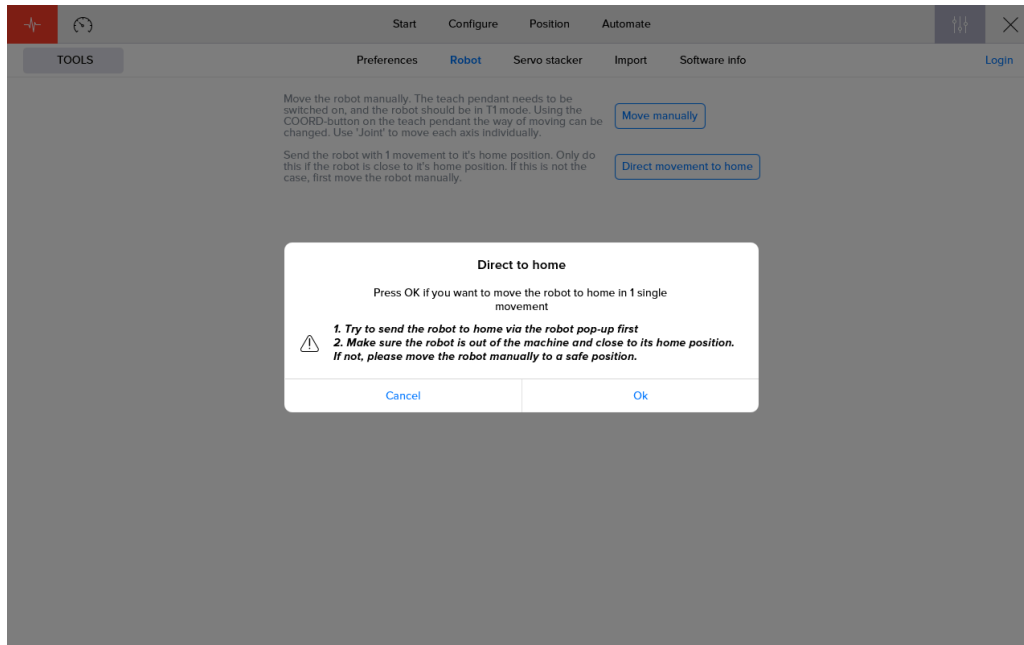 Start Configure Position Automate
TOOLS Preferences Robot Servo stacker Import Software info Login
Move the robot manually. The teach pendant needs to be
switched on, and the robot should be in T1 mode. Using the
COORD-button on the teach pendant the way of moving can be
changed. Use 'Joint' to move each axis individually.
Move manually
Send the robot with 1 movement to it's home position. Only do
this if the robot is close to it's home position. If this is not the
case, first move the robot manually.
Direct movement to home
Direct to home
Press OK if you want to move the robot to home in 1 single
movement
1. Try to send the robot to home via the robot pop-up first
2. Make sure the robot is out of the machine and close to its home position.
If not, please move the robot manually to a safe position.
Cancel Ok